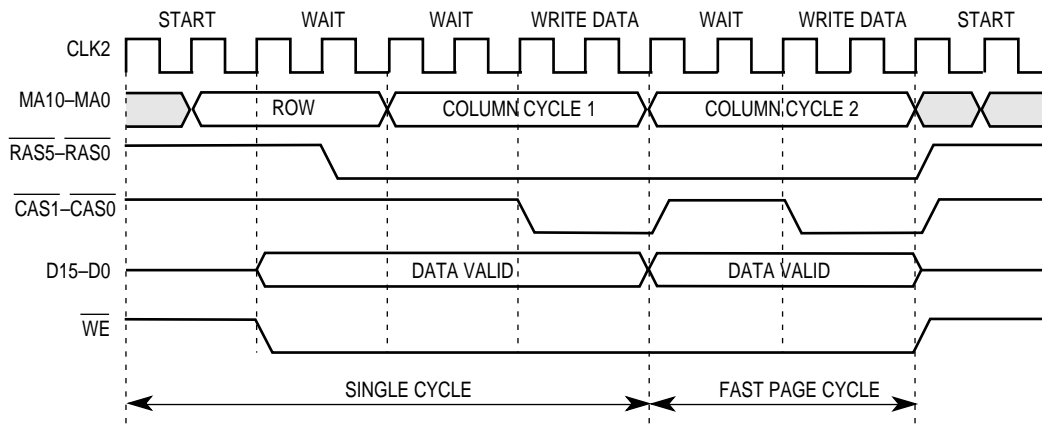 START WAIT WAIT WRITE DATA WAIT WRITE DATA START
CLK2
MA10–MA0 ROW COLUMN CYCLE 1 COLUMN CYCLE 2
RAS5–RAS0
CAS1–CAS0
D15–D0 DATA VALID DATA VALID
WE
SINGLE CYCLE FAST PAGE CYCLE